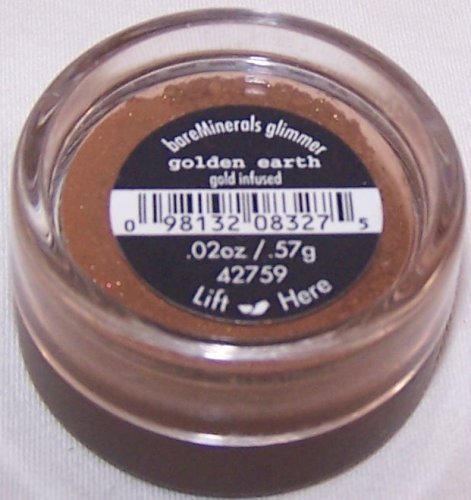 bareMinerals glimmer
golden earth
gold infused
0 98132 08327 5
.02oz / .57g
42759
Lift Here